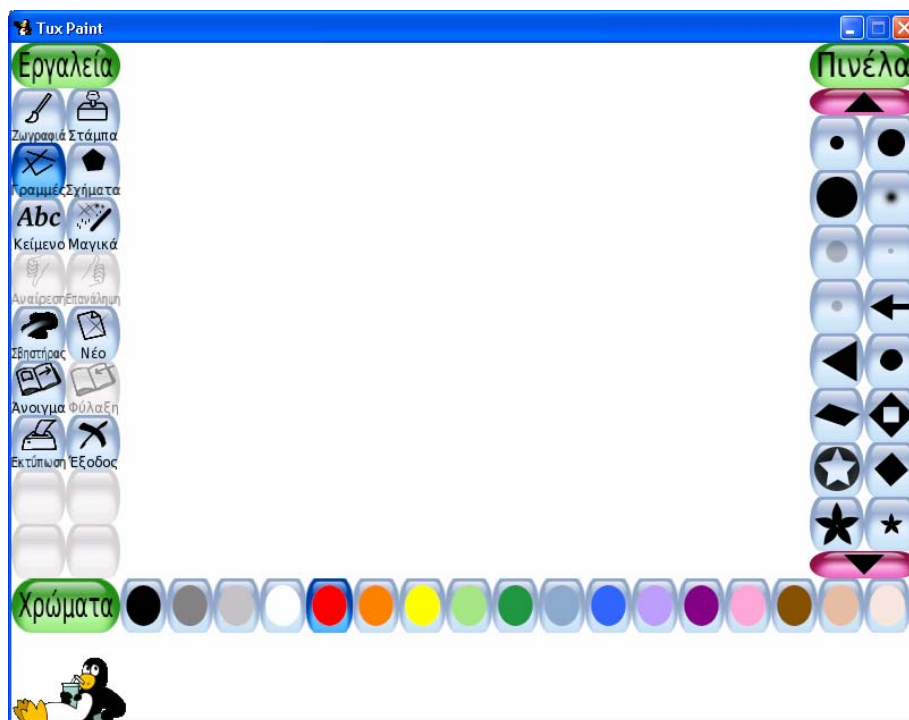 Tux Paint
Εργαλεία
Πινέλα
Ζωγραφιά Στάμπα
Γραμμές Σχήματα
Abc
Κείμενο Μαγικά
Αναίρεση Επανάληψη
Σβηστήρας Νέο
Άνοιγμα Φύλαξη
Εκτύπωση Έξοδος
Χρώματα